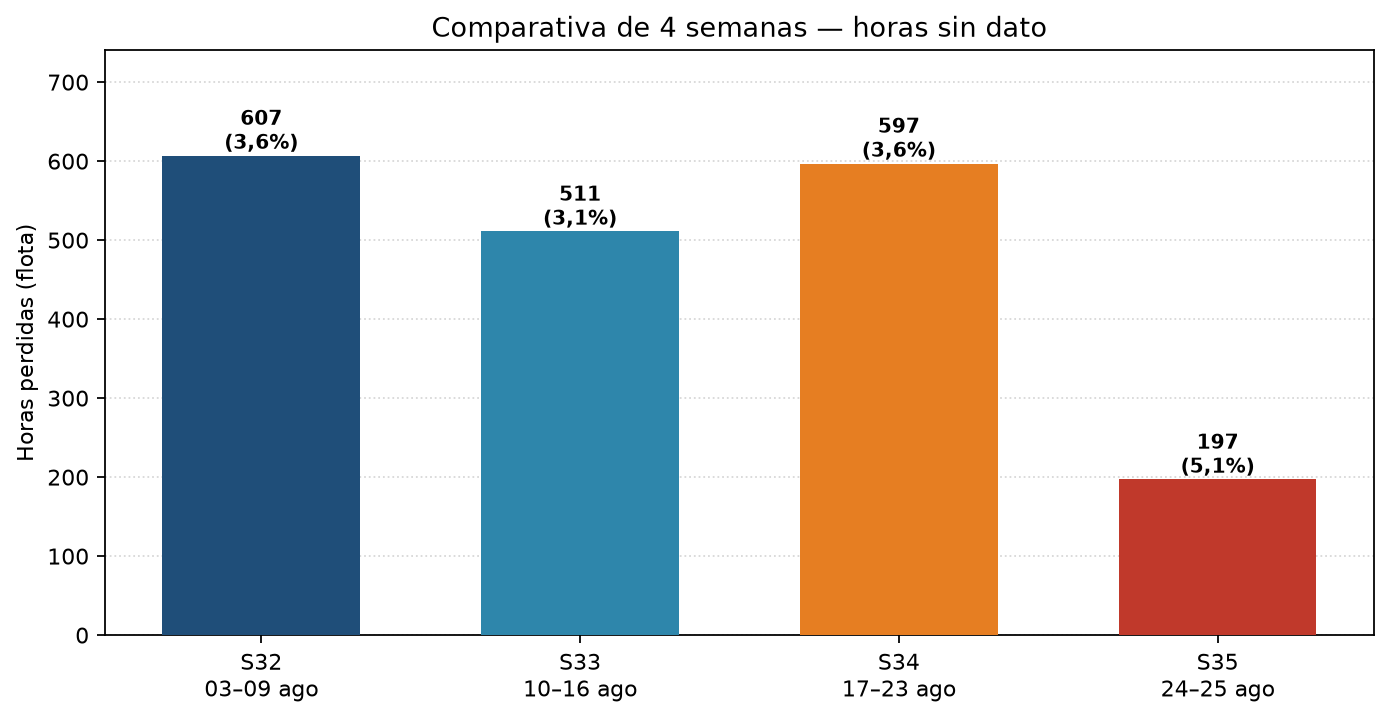 Comparativa de 4 semanas — horas sin dato
Horas perdidas (flota)
700
600
500
400
300
200
100
0
607
(3,6%)
511
(3,1%)
597
(3,6%)
197
(5,1%)
S32
03–09 ago
S33
10–16 ago
S34
17–23 ago
S35
24–25 ago